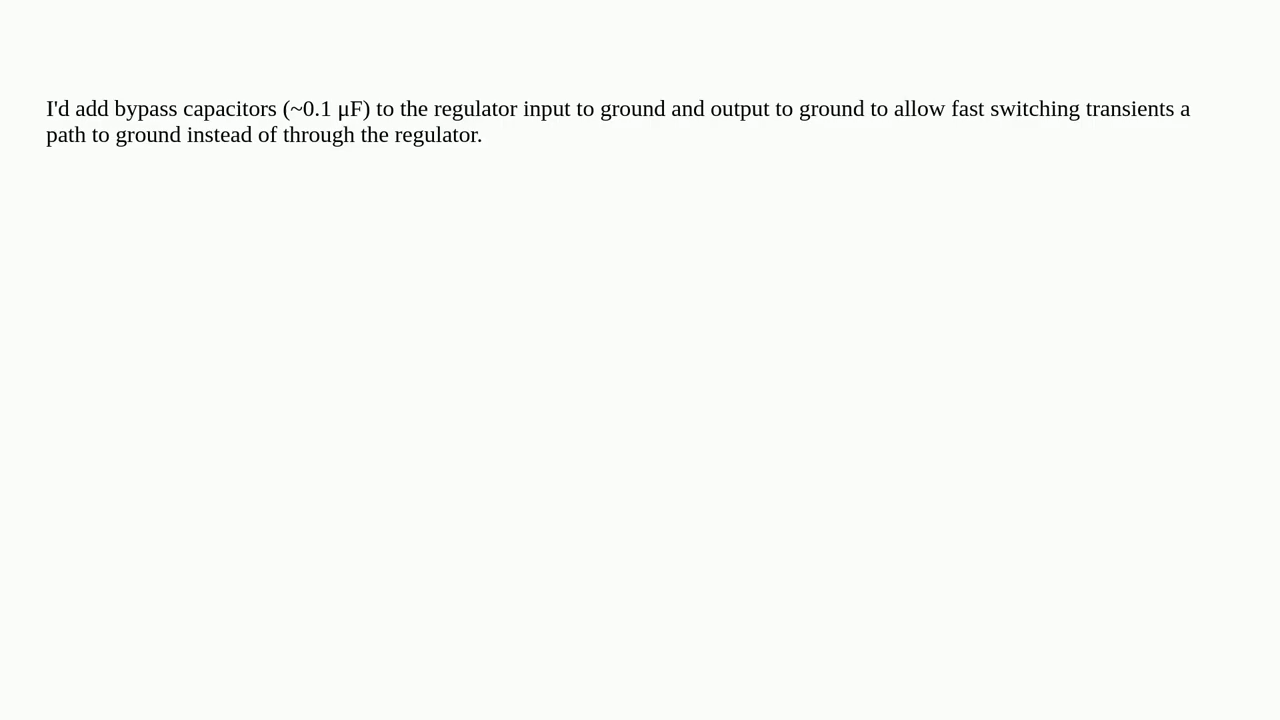 I'd add bypass capacitors (~0.1 μF) to the regulator input to ground and output to ground to allow fast switching transients a
path to ground instead of through the regulator.